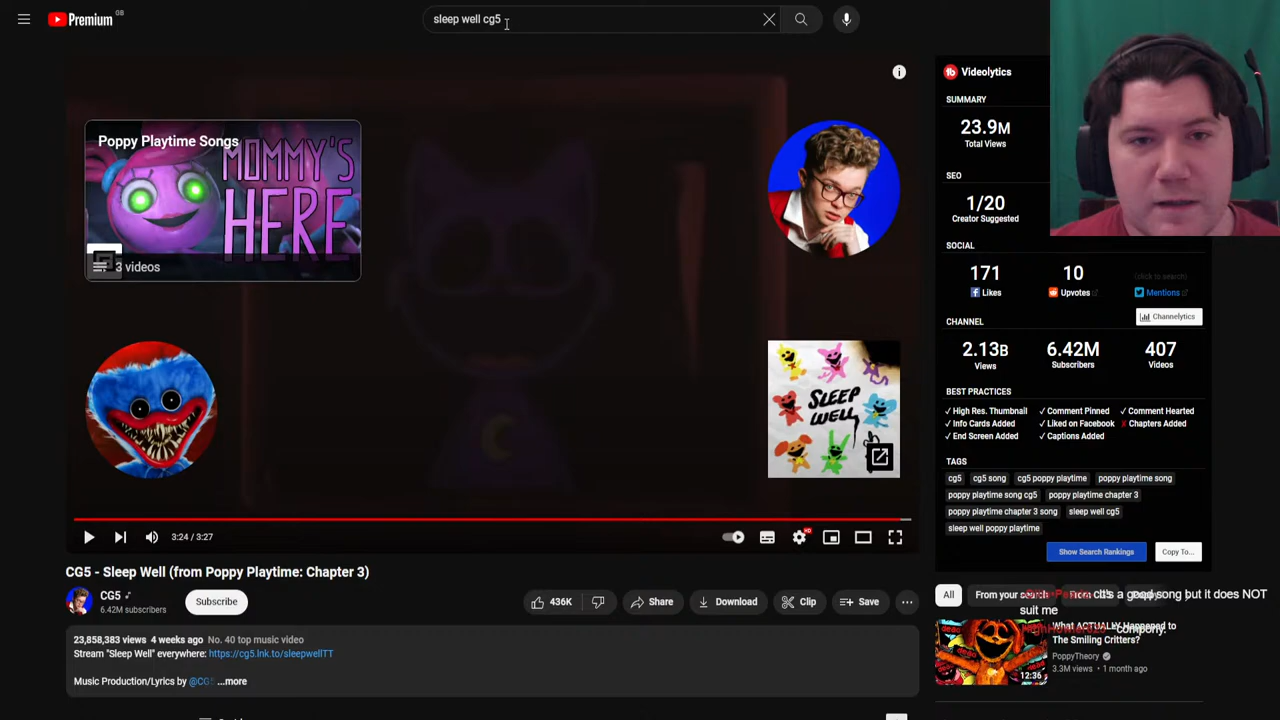 Premium GB
sleep well cg5
Poppy Playtime Songs
MOMMY'S
HERE
3 videos
SLEEP
WELL
3:24 / 3:27
HD
CG5 - Sleep Well (from Poppy Playtime: Chapter 3)
CG5
6.42M subscribers
Subscribe
436K
Share
Download
Clip
Save
23,858,383 views 4 weeks ago No. 40 top music video
Stream "Sleep Well" everywhere: https://cg5.lnk.to/sleepwellTT
Music Production/Lyrics by @CG5 ...more
Videolytics
SUMMARY
23.9M
Total Views
SEO
1/20
Creator Suggested
SOCIAL
171 10 (click to search)
Likes Upvotes Mentions
Channelytics
CHANNEL
2.13B 6.42M 407
Views Subscribers Videos
BEST PRACTICES
✓ High Res. Thumbnail ✓ Comment Pinned ✓ Comment Hearted
✓ Info Cards Added ✓ Liked on Facebook ✗ Chapters Added
✓ End Screen Added ✓ Captions Added
TAGS
cg5 cg5 song cg5 poppy playtime poppy playtime song
poppy playtime song cg5 poppy playtime chapter 3
poppy playtime chapter 3 song sleep well cg5
sleep well poppy playtime
Show Search Rankings Copy To...
All From your
it's a good song but it does NOT
suit me
company.
What ACTUALLY Happened to
The Smiling Critters?
PoppyTheory
3.3M views • 1 month ago
12:36